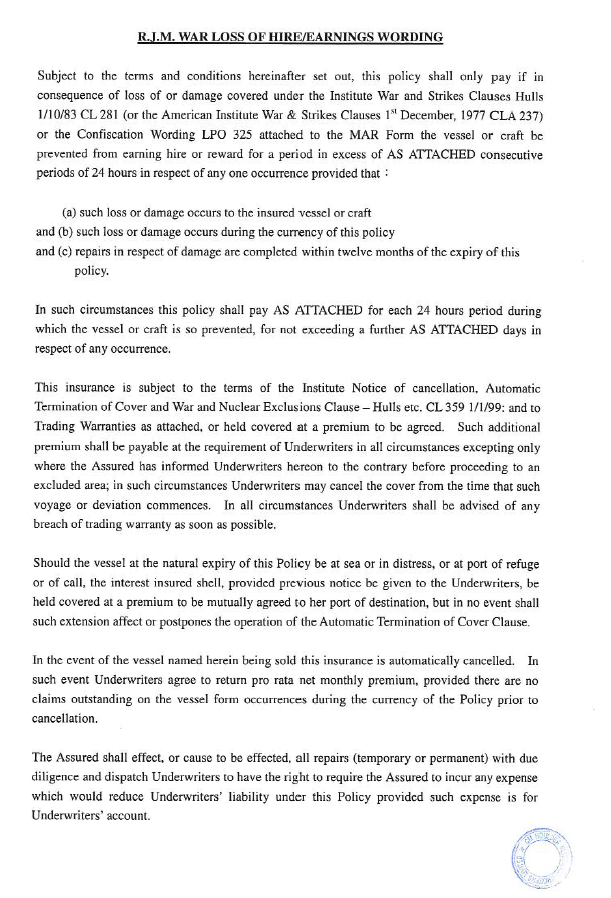 R.J.M. WAR LOSS OF HIRE/EARNINGS WORDING
Subject to the terms and conditions hereinafter set out, this policy shall only pay if in
consequence of loss of or damage covered under the Institute War and Strikes Clauses Hulls
1/10/83 CL 281 (or the American Institute War & Strikes Clauses 1st December, 1977 CLA 237)
or the Confiscation Wording LPO 325 attached to the MAR Form the vessel or craft be
prevented from earning hire or reward for a period in excess of AS ATTACHED consecutive
periods of 24 hours in respect of any one occurrence provided that :
(a) such loss or damage occurs to the insured vessel or craft
and (b) such loss or damage occurs during the currency of this policy
and (c) repairs in respect of damage are completed within twelve months of the expiry of this
policy.
In such circumstances this policy shall pay AS ATTACHED for each 24 hours period during
which the vessel or craft is so prevented, for not exceeding a further AS ATTACHED days in
respect of any occurrence.
This insurance is subject to the terms of the Institute Notice of cancellation, Automatic
Termination of Cover and War and Nuclear Exclusions Clause – Hulls etc. CL 359 1/1/99: and to
Trading Warranties as attached, or held covered at a premium to be agreed. Such additional
premium shall be payable at the requirement of Underwriters in all circumstances excepting only
where the Assured has informed Underwriters hereon to the contrary before proceeding to an
excluded area; in such circumstances Underwriters may cancel the cover from the time that such
voyage or deviation commences. In all circumstances Underwriters shall be advised of any
breach of trading warranty as soon as possible.
Should the vessel at the natural expiry of this Policy be at sea or in distress, or at port of refuge
or of call, the interest insured shell, provided previous notice be given to the Underwriters, be
held covered at a premium to be mutually agreed to her port of destination, but in no event shall
such extension affect or postpones the operation of the Automatic Termination of Cover Clause.
In the event of the vessel named herein being sold this insurance is automatically cancelled. In
such event Underwriters agree to return pro rata net monthly premium, provided there are no
claims outstanding on the vessel form occurrences during the currency of the Policy prior to
cancellation.
The Assured shall effect, or cause to be effected, all repairs (temporary or permanent) with due
diligence and dispatch Underwriters to have the right to require the Assured to incur any expense
which would reduce Underwriters' liability under this Policy provided such expense is for
Underwriters' account.